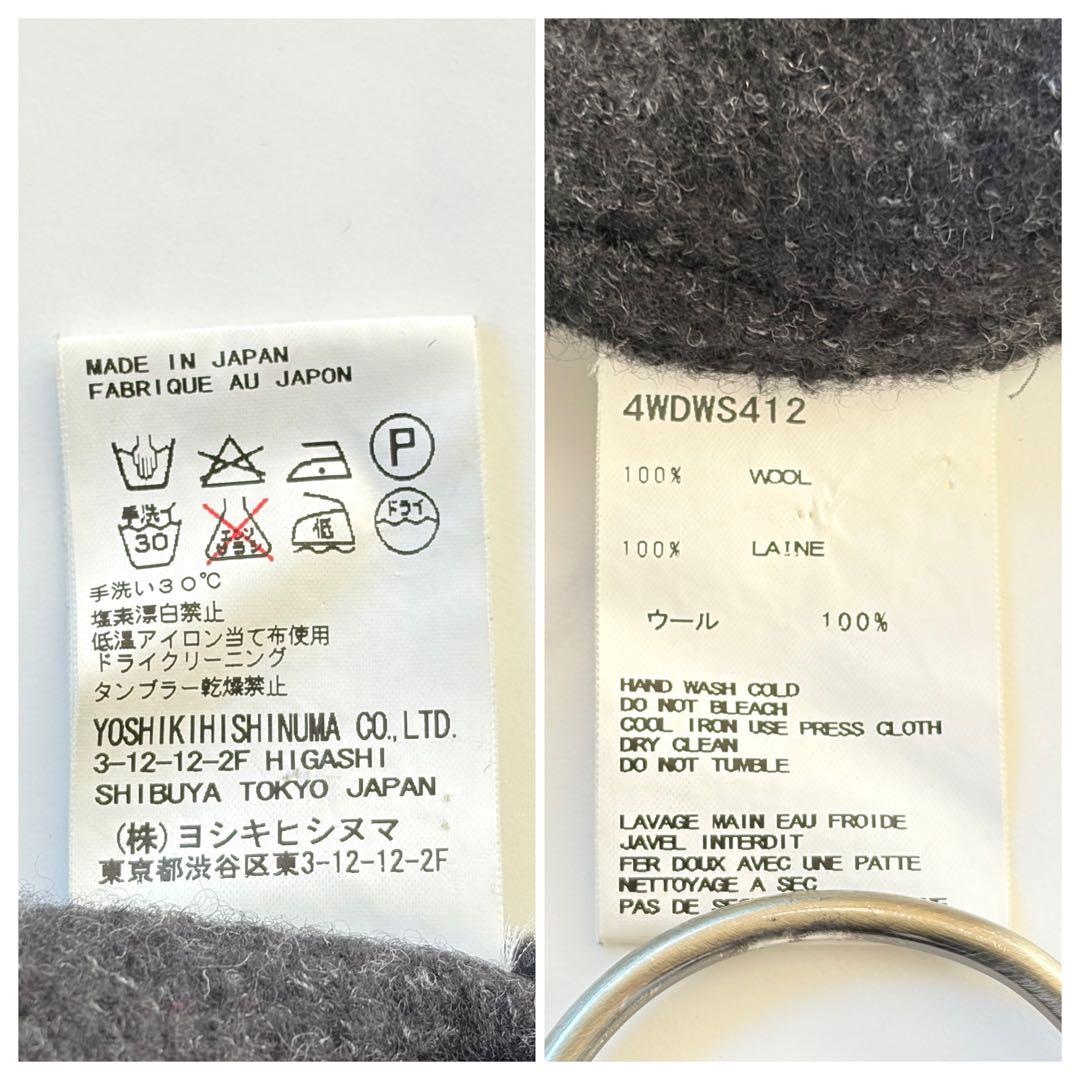 MADE IN JAPAN
FABRIQUE AU JAPON
P
手洗イ
30
エンソ
サラシ
低
ドライ
手洗い30℃
塩素漂白禁止
低温アイロン当て布使用
ドライクリーニング
タンブラー乾燥禁止
YOSHIKIHISHINUMA CO.,LTD.
3-12-12-2F HIGASHI
SHIBUYA TOKYO JAPAN
(株)ヨシキヒシヌマ
東京都渋谷区東3-12-12-2F
4WDWS412
100% WOOL
100% LAINE
ウール 100%
HAND WASH COLD
DO NOT BLEACH
COOL IRON USE PRESS CLOTH
DRY CLEAN
DO NOT TUMBLE
LAVAGE MAIN EAU FROIDE
JAVEL INTERDIT
FER DOUX AVEC UNE PATTE
NETTOYAGE A SEC
PAS DE